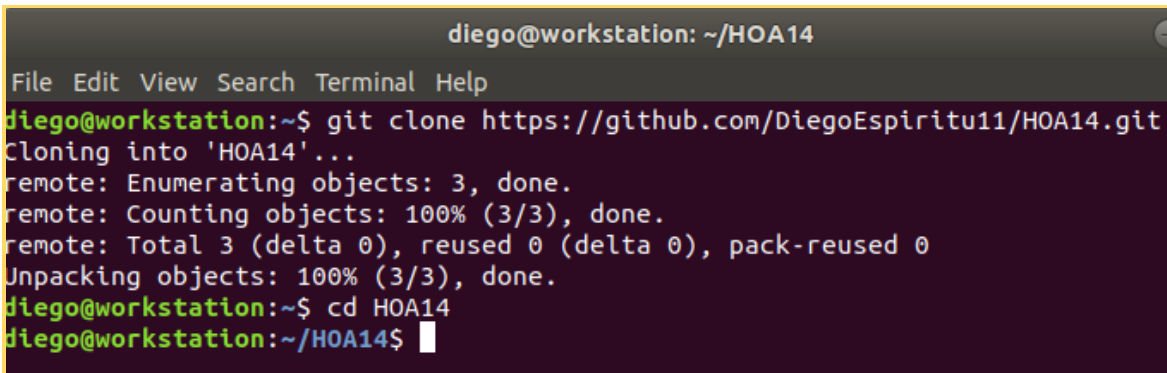 diego@workstation: ~/HOA14
File Edit View Search Terminal Help
diego@workstation:~$ git clone https://github.com/DiegoEspiritu11/HOA14.git
Cloning into 'HOA14'...
remote: Enumerating objects: 3, done.
remote: Counting objects: 100% (3/3), done.
remote: Total 3 (delta 0), reused 0 (delta 0), pack-reused 0
Unpacking objects: 100% (3/3), done.
diego@workstation:~$ cd HOA14
diego@workstation:~/HOA14$